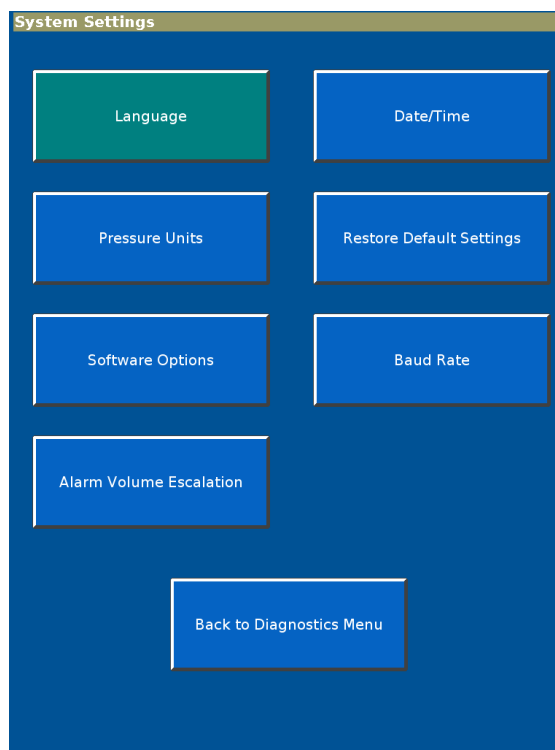 System Settings
Language
Date/Time
Pressure Units
Restore Default Settings
Software Options
Baud Rate
Alarm Volume Escalation
Back to Diagnostics Menu